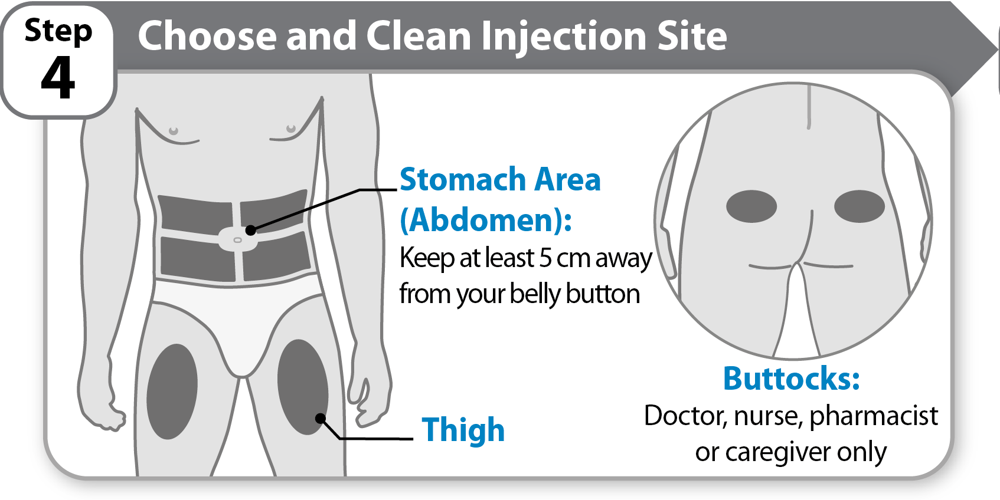 Step
4
Choose and Clean Injection Site
Stomach Area
(Abdomen):
Keep at least 5 cm away
from your belly button
Thigh
Buttocks:
Doctor, nurse, pharmacist
or caregiver only